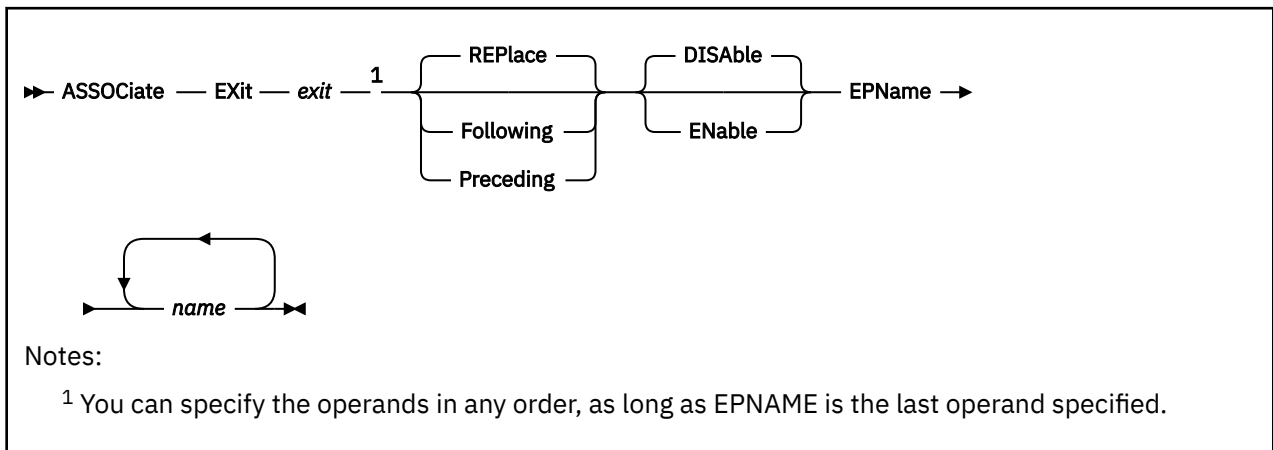 REPlace DISAble
ASSOCiate EXit exit 1 EPName
Following ENable
Preceding
name
Notes:
1 You can specify the operands in any order, as long as EPNAME is the last operand specified.